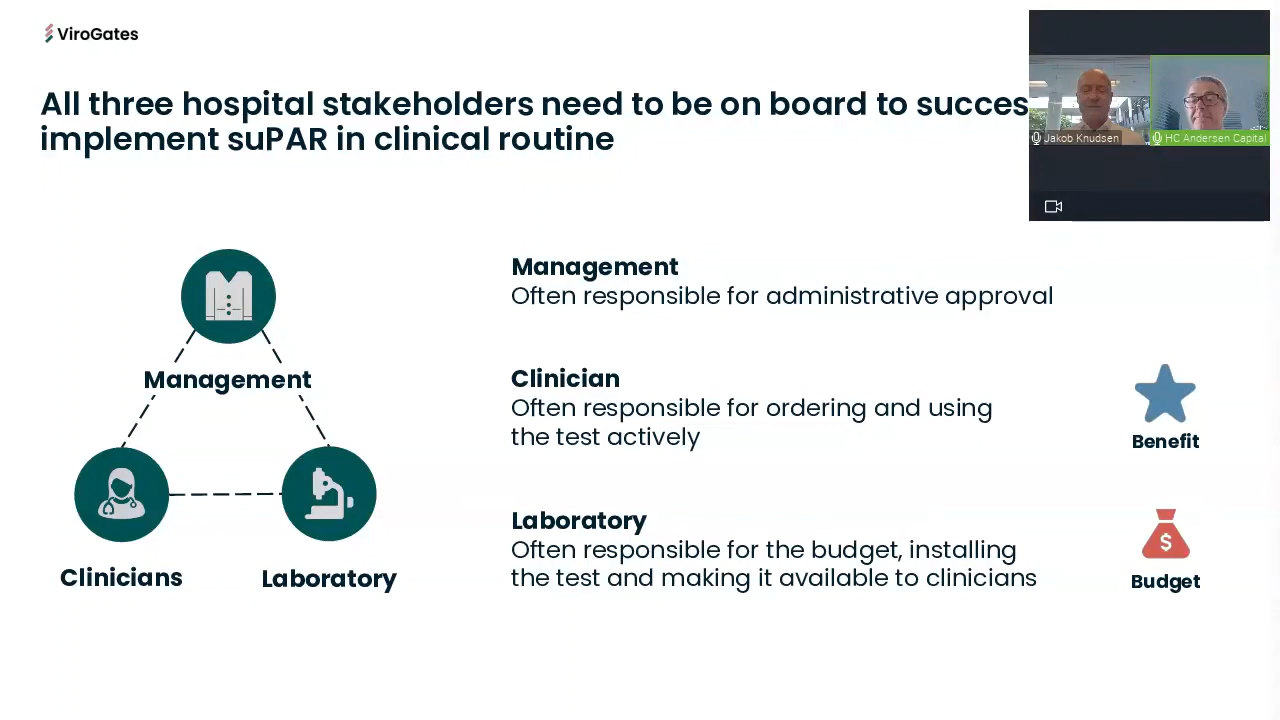 ViroGates
All three hospital stakeholders need to be on board to succes
implement suPAR in clinical routine
Jakob Knudsen
HC Andersen Capital
Management
Clinicians
Laboratory
Management
Often responsible for administrative approval
Clinician
Often responsible for ordering and using
the test actively
Benefit
Laboratory
Often responsible for the budget, installing
the test and making it available to clinicians
$
Budget